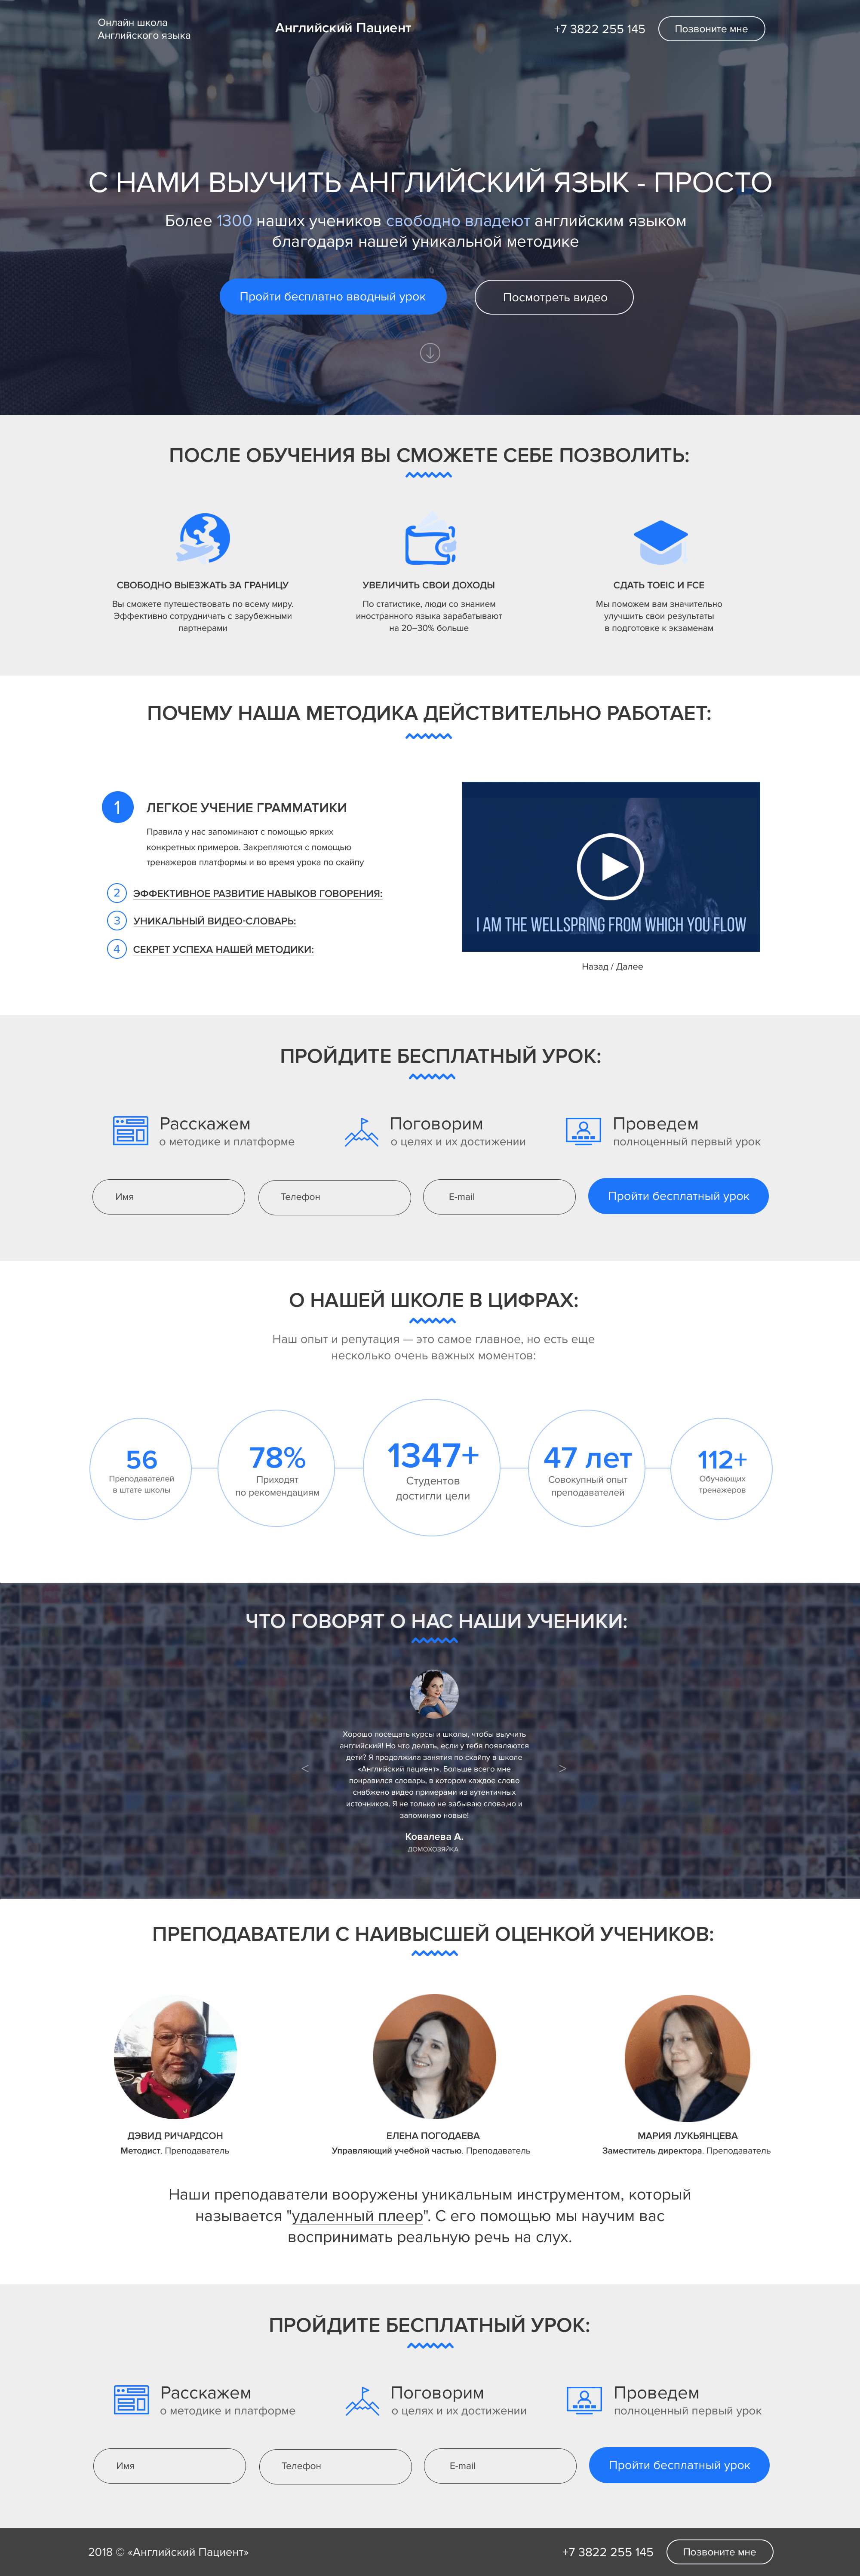 Онлайн школа
Английского языка
Английский Пациент
+7 3822 255 145
Позвоните мне
С НАМИ ВЫУЧИТЬ АНГЛИЙСКИЙ ЯЗЫК - ПРОСТО
Более 1300 наших учеников свободно владеют английским языком
благодаря нашей уникальной методике
Пройти бесплатно вводный урок
Посмотреть видео
ПОСЛЕ ОБУЧЕНИЯ ВЫ СМОЖЕТЕ СЕБЕ ПОЗВОЛИТЬ:
СВОБОДНО ВЫЕЗЖАТЬ ЗА ГРАНИЦУ
Вы сможете путешествовать по всему миру.
Эффективно сотрудничать с зарубежными
партнерами
УВЕЛИЧИТЬ СВОИ ДОХОДЫ
По статистике, люди со знанием
иностранного языка зарабатывают
на 20–30% больше
СДАТЬ TOEIC И FCE
Мы поможем вам значительно
улучшить свои результаты
в подготовке к экзаменам
ПОЧЕМУ НАША МЕТОДИКА ДЕЙСТВИТЕЛЬНО РАБОТАЕТ:
1
ЛЕГКОЕ УЧЕНИЕ ГРАММАТИКИ
Правила у нас запоминают с помощью ярких
конкретных примеров. Закрепляются с помощью
тренажеров платформы и во время урока по скайпу
2 ЭФФЕКТИВНОЕ РАЗВИТИЕ НАВЫКОВ ГОВОРЕНИЯ:
3 УНИКАЛЬНЫЙ ВИДЕО-СЛОВАРЬ:
4 СЕКРЕТ УСПЕХА НАШЕЙ МЕТОДИКИ:
I AM THE WELLSPRING FROM WHICH YOU FLOW
Назад / Далее
ПРОЙДИТЕ БЕСПЛАТНЫЙ УРОК:
Расскажем
о методике и платформе
Поговорим
о целях и их достижении
Проведем
полноценный первый урок
Имя
Телефон
E-mail
Пройти бесплатный урок
О НАШЕЙ ШКОЛЕ В ЦИФРАХ:
Наш опыт и репутация — это самое главное, но есть еще
несколько очень важных моментов:
56
Преподавателей
в штате школы
78%
Приходят
по рекомендациям
1347+
Студентов
достигли цели
47 лет
Совокупный опыт
преподавателей
112+
Обучающих
тренажеров
ЧТО ГОВОРЯТ О НАС НАШИ УЧЕНИКИ:
Хорошо посещать курсы и школы, чтобы выучить
английский! Но что делать, если у тебя появляются
дети? Я продолжила занятия по скайпу в школе
«Английский пациент». Больше всего мне
понравился словарь, в котором каждое слово
снабжено видео примерами из аутентичных
источников. Я не только не забываю слова,но и
запоминаю новые!
<
>
Ковалева А.
ДОМОХОЗЯЙКА
ПРЕПОДАВАТЕЛИ С НАИВЫСШЕЙ ОЦЕНКОЙ УЧЕНИКОВ:
ДЭВИД РИЧАРДСОН
Методист. Преподаватель
ЕЛЕНА ПОГОДАЕВА
Управляющий учебной частью. Преподаватель
МАРИЯ ЛУКЬЯНЦЕВА
Заместитель директора. Преподаватель
Наши преподаватели вооружены уникальным инструментом, который
называется "удаленный плеер". С его помощью мы научим вас
воспринимать реальную речь на слух.
ПРОЙДИТЕ БЕСПЛАТНЫЙ УРОК:
Расскажем
о методике и платформе
Поговорим
о целях и их достижении
Проведем
полноценный первый урок
Имя
Телефон
E-mail
Пройти бесплатный урок
2018 © «Английский Пациент»
+7 3822 255 145
Позвоните мне